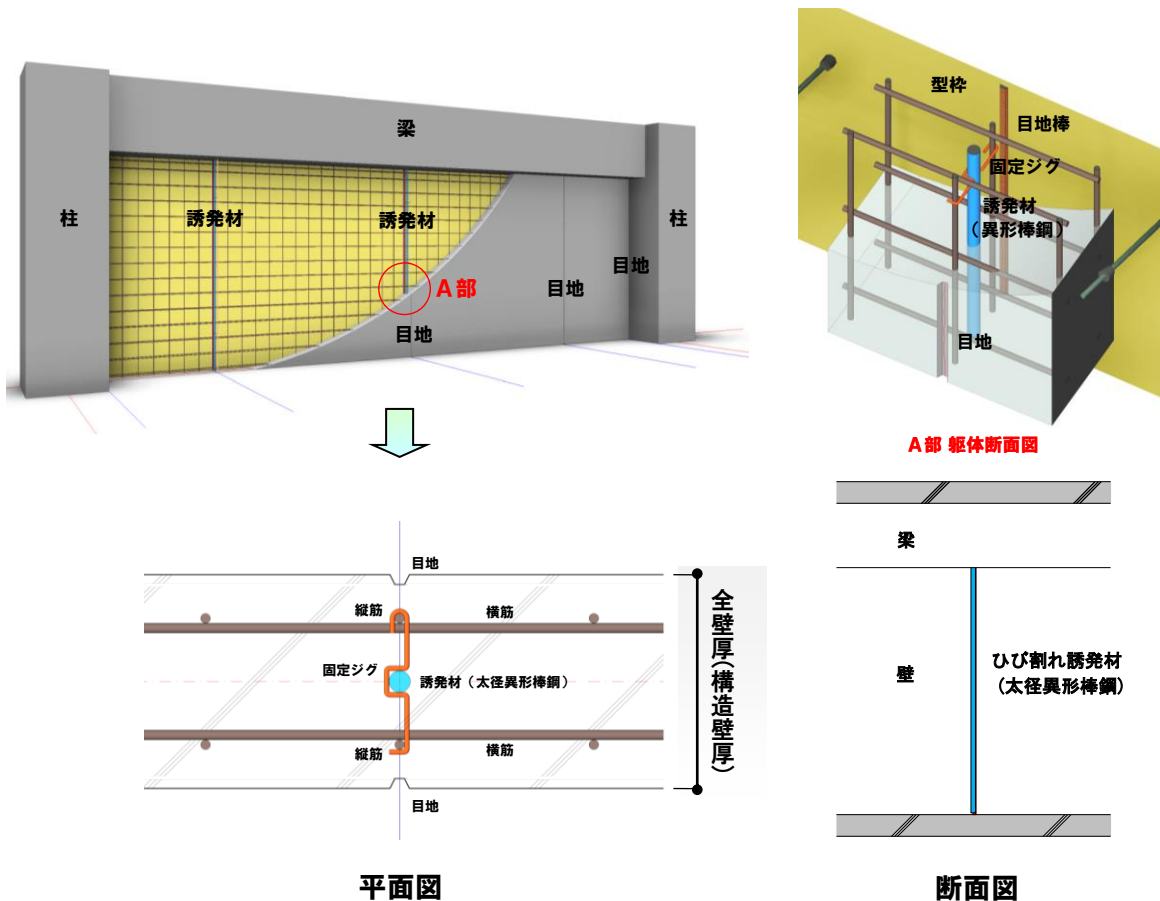 梁
柱
誘発材
誘発材
柱
目地
目地
A部
目地
型枠
目地棒
固定ジグ
誘発材
(異形棒鋼)
目地
A部 躯体断面図
目地
縦筋
横筋
固定ジグ
誘発材(太径異形棒鋼)
縦筋
横筋
目地
全壁厚(構造壁厚)
平面図
梁
壁
ひび割れ誘発材
(太径異形棒鋼)
断面図